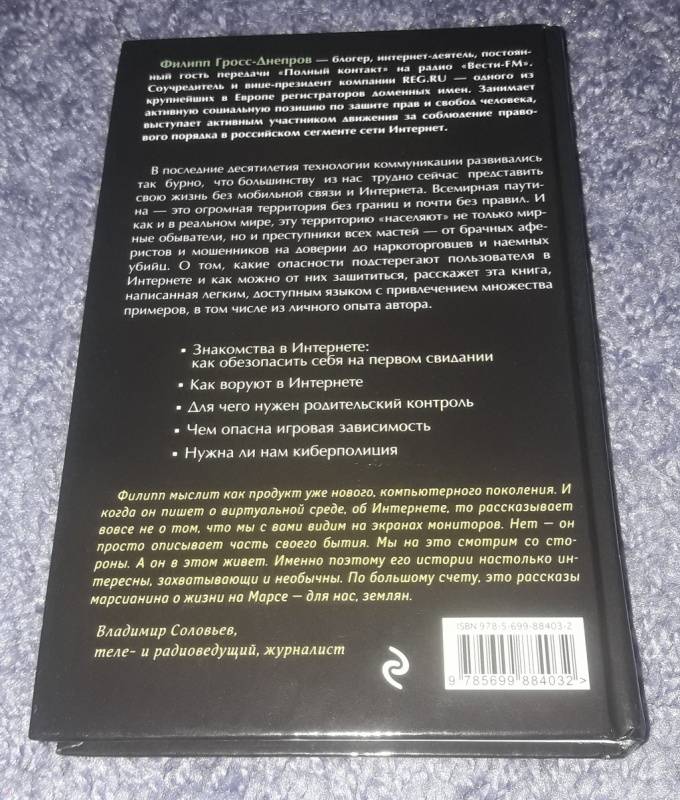 Филипп Гросс-Днепров — блогер, интернет-деятель, постоян-
ный гость передачи «Полный контакт» на радио «Вести-FM».
Соучредитель и вице-президент компании REG.RU — одного из
крупнейших в Европе регистраторов доменных имен. Занимает
активную социальную позицию по защите прав и свобод человека,
выступает активным участником движения за соблюдение право-
вого порядка в российском сегменте сети Интернет.
В последние десятилетия технологии коммуникации развивались
так бурно, что большинству из нас трудно сейчас представить
свою жизнь без мобильной связи и Интернета. Всемирная паути-
на — это огромная территория без границ и почти без правил. И
как и в реальном мире, эту территорию «населяют» не только мир-
ные обыватели, но и преступники всех мастей — от брачных афе-
ристов и мошенников на доверии до наркоторговцев и наемных
убийц. О том, какие опасности подстерегают пользователя в
Интернете и как можно от них защититься, расскажет эта книга,
написанная легким, доступным языком с привлечением множества
примеров, в том числе из личного опыта автора.
▪ Знакомства в Интернете:
как обезопасить себя на первом свидании
▪ Как воруют в Интернете
▪ Для чего нужен родительский контроль
▪ Чем опасна игровая зависимость
▪ Нужна ли нам киберполиция
Филипп мыслит как продукт уже нового, компьютерного поколения. И
когда он пишет о виртуальной среде, об Интернете, то рассказывает
вовсе не о том, что мы с вами видим на экранах мониторов. Нет — он
просто описывает часть своего бытия. Мы на это смотрим со сто-
роны. А он в этом живет. Именно поэтому его истории настолько ин-
тересны, захватывающи и необычны. По большому счету, это рассказы
марсианина о жизни на Марсе — для нас, землян.
Владимир Соловьев,
теле- и радиоведущий, журналист
ISBN 978-5-699-88403-2
9 785699 884032 >